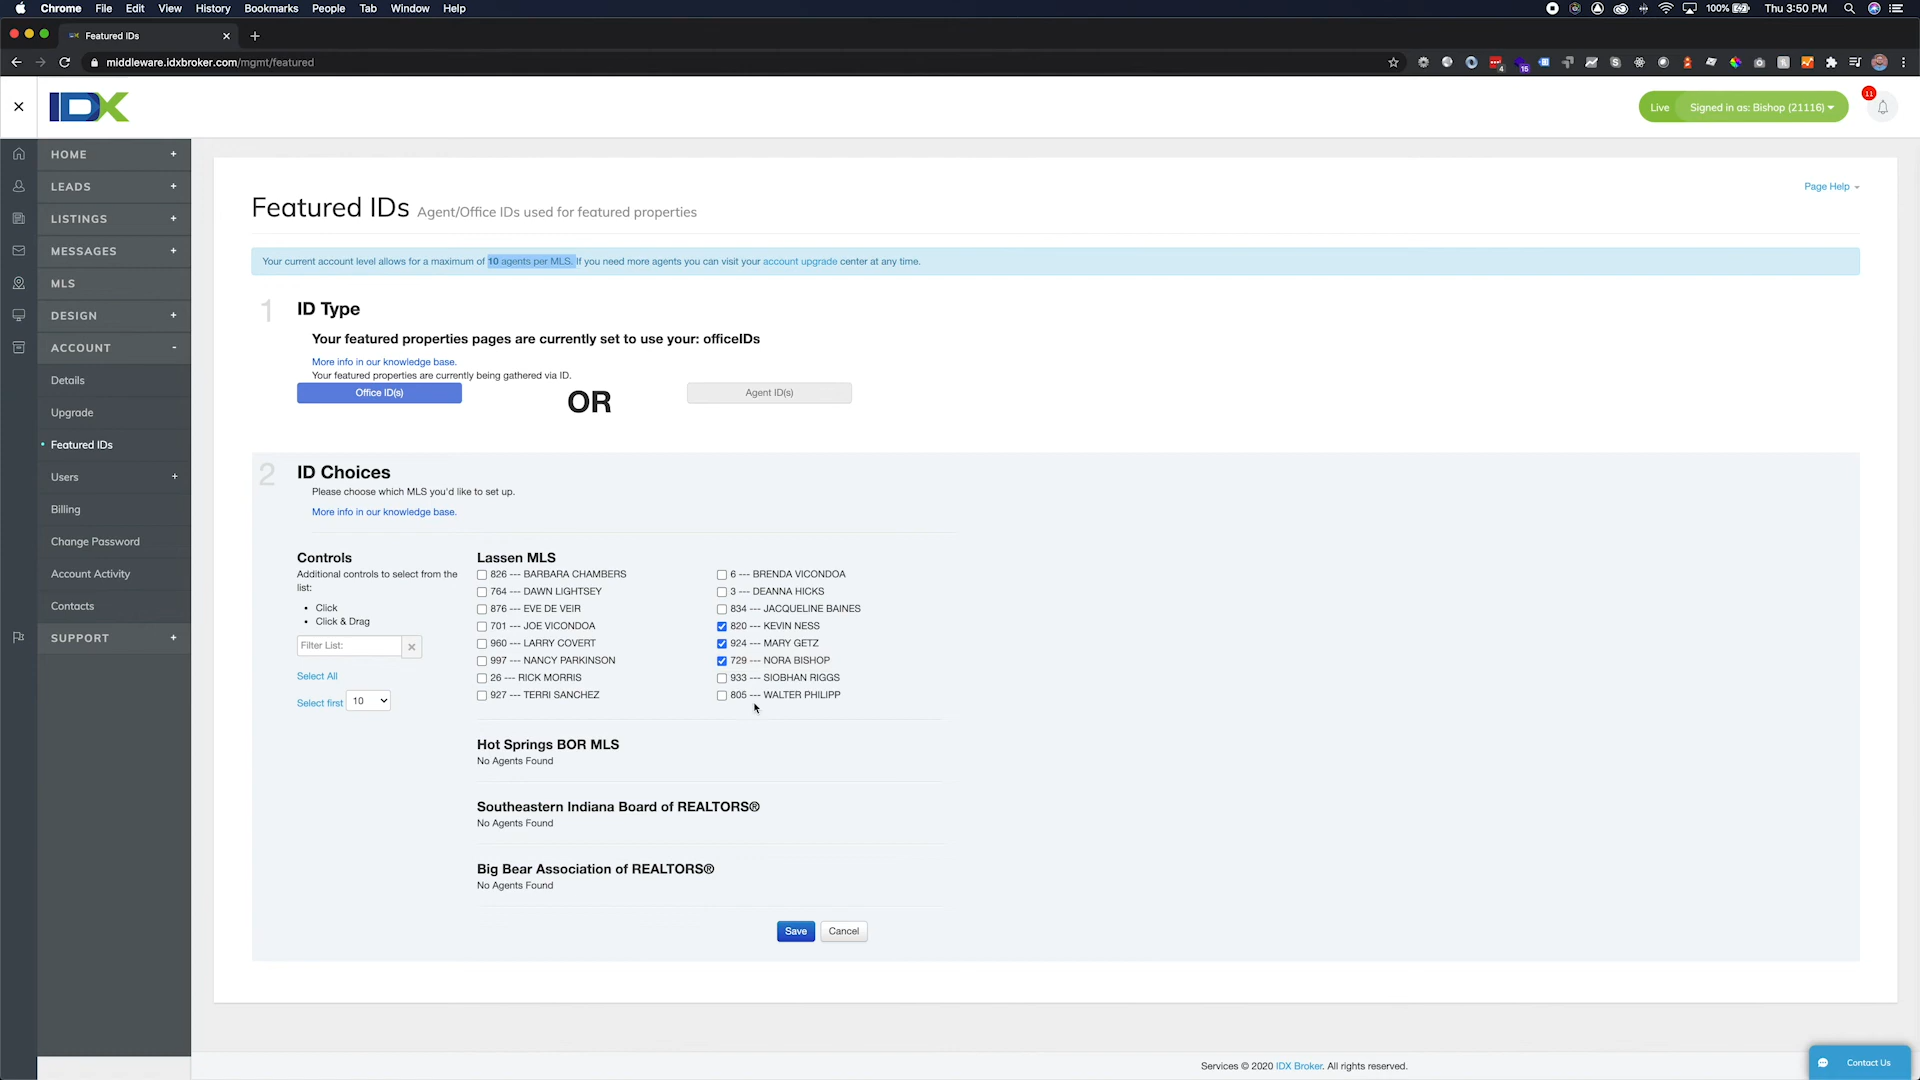 Chrome File Edit View History Bookmarks People Tab Window Help
100% Thu 3:50 PM
Featured IDs
middleware.idxbroker.com/mgmt/featured
4
15
IDX
Live Signed in as: Bishop (21116)
11
HOME +
LEADS +
LISTINGS +
MESSAGES +
MLS
DESIGN +
ACCOUNT -
Details
Upgrade
Featured IDs
Users +
Billing
Change Password
Account Activity
Contacts
SUPPORT +
Page Help
Featured IDs Agent/Office IDs used for featured properties
Your current account level allows for a maximum of 10 agents per MLS. If you need more agents you can visit your account upgrade center at any time.
1 ID Type
Your featured properties pages are currently set to use your: officeIDs
More info in our knowledge base.
Your featured properties are currently being gathered via ID.
Office ID(s) OR Agent ID(s)
2 ID Choices
Please choose which MLS you'd like to set up.
More info in our knowledge base.
Controls
Additional controls to select from the
list:
• Click
• Click & Drag
Filter List:
Select All
Select first 10
Lassen MLS
826 --- BARBARA CHAMBERS
764 --- DAWN LIGHTSEY
876 --- EVE DE VEIR
701 --- JOE VICONDOA
960 --- LARRY COVERT
997 --- NANCY PARKINSON
26 --- RICK MORRIS
927 --- TERRI SANCHEZ
6 --- BRENDA VICONDOA
3 --- DEANNA HICKS
834 --- JACQUELINE BAINES
820 --- KEVIN NESS
924 --- MARY GETZ
729 --- NORA BISHOP
933 --- SIOBHAN RIGGS
805 --- WALTER PHILIPP
Hot Springs BOR MLS
No Agents Found
Southeastern Indiana Board of REALTORS®
No Agents Found
Big Bear Association of REALTORS®
No Agents Found
Save Cancel
Services © 2020 IDX Broker. All rights reserved.
Contact Us